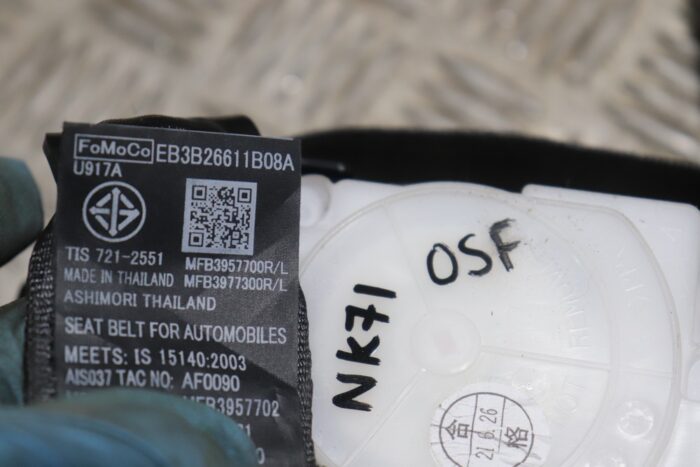 FoMoCo EB3B26611B08A
U917A
TIS 721-2551 MFB3957700R/L
MADE IN THAILAND MFB3977300R/L
ASHIMORI THAILAND
SEAT BELT FOR AUTOMOBILES
MEETS: IS 15140:2003
AIS037 TAC NO: AF0090
MFB3957702
OSF
NK71
合格
21.6.26